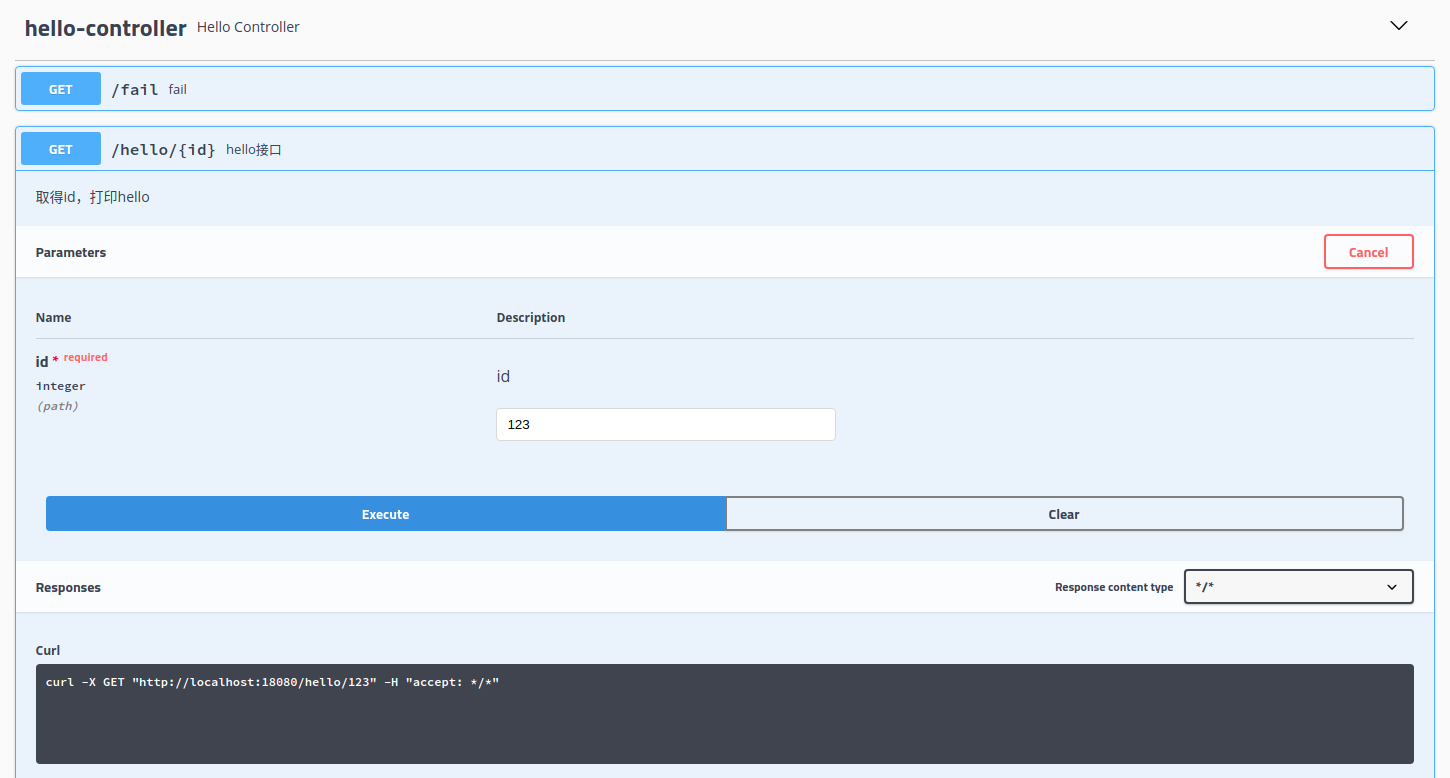 hello-controller Hello Controller
GET /fail fail
GET /hello/{id} hello接口
取得id，打印hello
Parameters Cancel
Name Description
id * required
integer
(path)
id
123
Execute Clear
Responses Response content type */*
Curl
curl -X GET "http://localhost:18080/hello/123" -H "accept: */*"